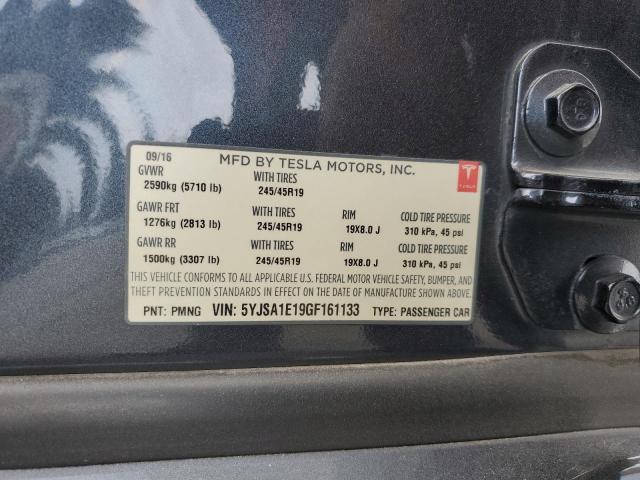 09/16 MFD BY TESLA MOTORS, INC.
TESLA
GVWR WITH TIRES
2590kg (5710 lb) 245/45R19
GAWR FRT WITH TIRES RIM COLD TIRE PRESSURE
1276kg (2813 lb) 245/45R19 19X8.0 J 310 kPa, 45 psi
GAWR RR WITH TIRES RIM COLD TIRE PRESSURE
1500kg (3307 lb) 245/45R19 19X8.0 J 310 kPa, 45 psi
THIS VEHICLE CONFORMS TO ALL APPLICABLE U.S. FEDERAL MOTOR VEHICLE SAFETY, BUMPER, AND
THEFT PREVENTION STANDARDS IN EFFECT ON THE DATE OF MANUFACTURE SHOWN ABOVE.
PNT: PMNG VIN: 5YJSA1E19GF161133 TYPE: PASSENGER CAR